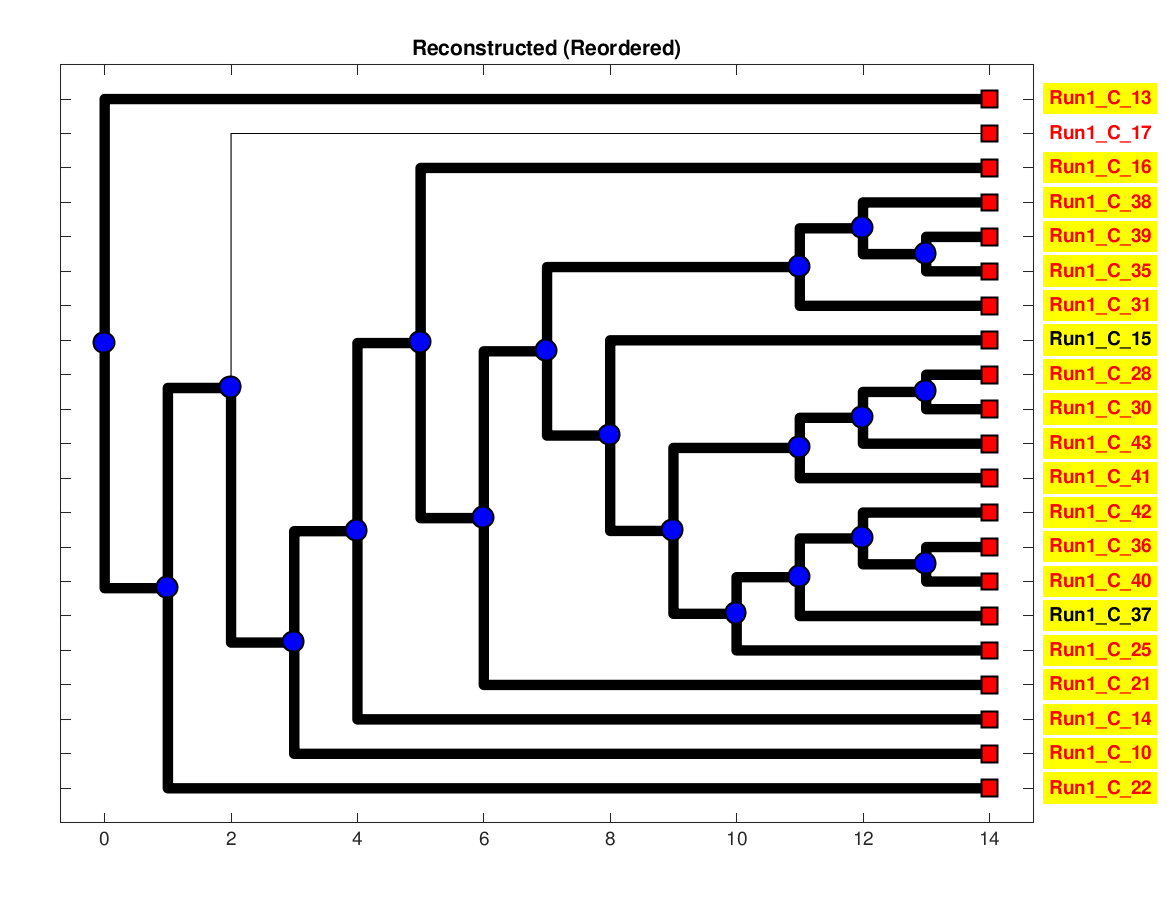 Reconstructed (Reordered)
Run1_C_13
Run1_C_17
Run1_C_16
Run1_C_38
Run1_C_39
Run1_C_35
Run1_C_31
Run1_C_15
Run1_C_28
Run1_C_30
Run1_C_43
Run1_C_41
Run1_C_42
Run1_C_36
Run1_C_40
Run1_C_37
Run1_C_25
Run1_C_21
Run1_C_14
Run1_C_10
Run1_C_22
0 2 4 6 8 10 12 14